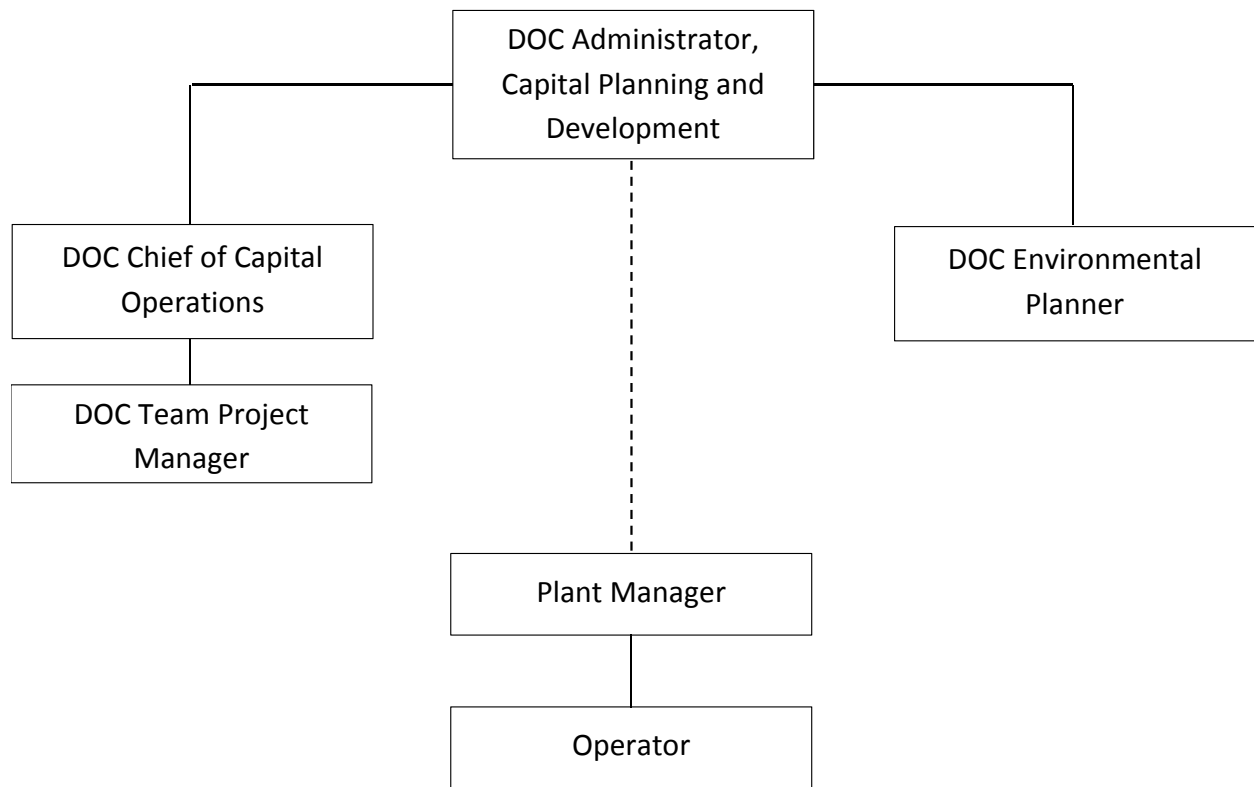 DOC Administrator,
Capital Planning and
Development
DOC Chief of Capital
Operations
DOC Environmental
Planner
DOC Team Project
Manager
Plant Manager
Operator